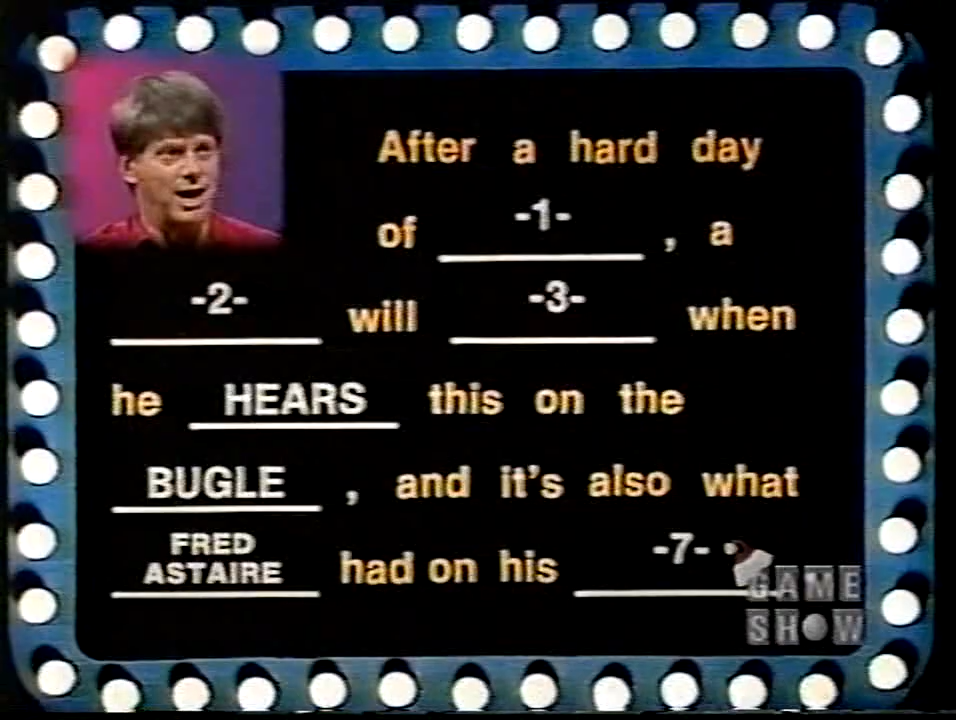 After a hard day
of -1- , a
-2- will -3- when
he HEARS this on the
BUGLE , and it's also what
FRED
ASTAIRE had on his -7-
GAME
SHOW